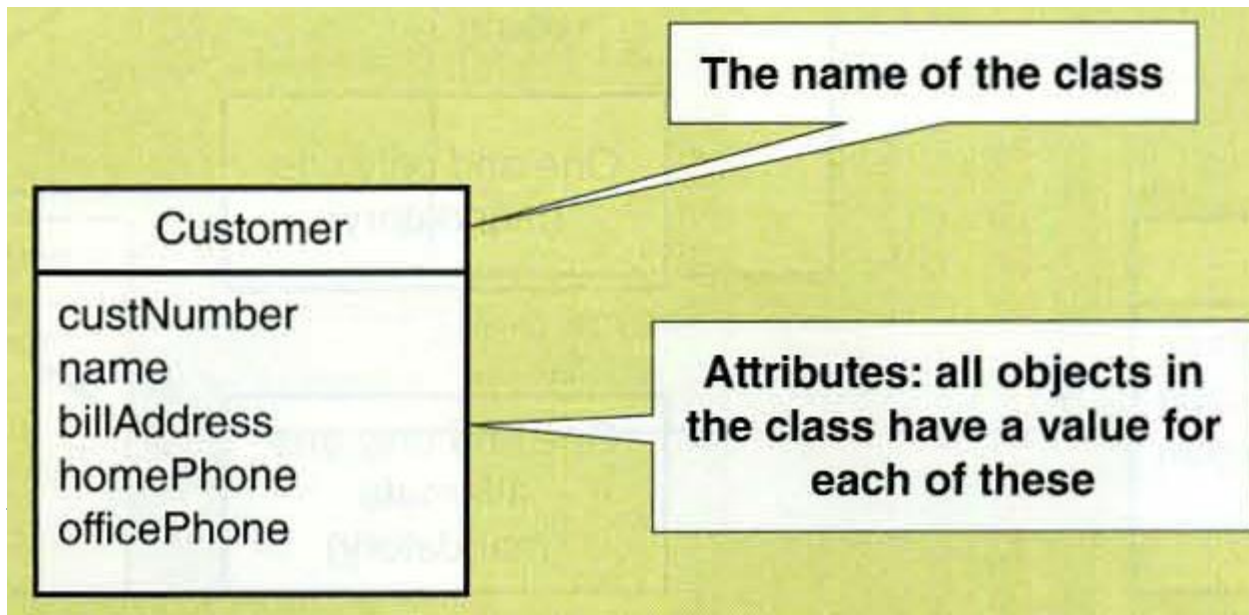 The name of the class
Customer
custNumber
name
billAddress
homePhone
officePhone
Attributes: all objects in
the class have a value for
each of these